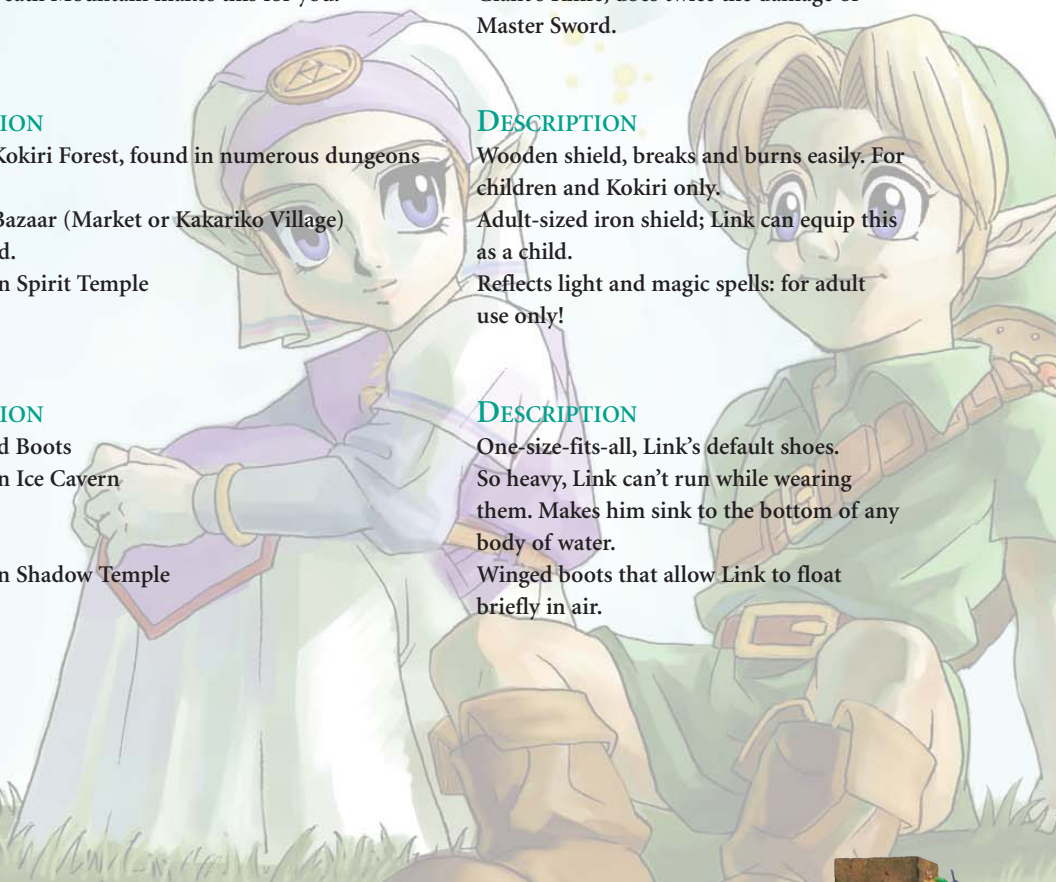 eath Mountain makes this for you.
Giant's Knife, does twice the damage of
Master Sword.
ION
Kokiri Forest, found in numerous dungeons
Bazaar (Market or Kakariko Village)
d.
n Spirit Temple
DESCRIPTION
Wooden shield, breaks and burns easily. For
children and Kokiri only.
Adult-sized iron shield; Link can equip this
as a child.
Reflects light and magic spells: for adult
use only!
ION
d Boots
n Ice Cavern
n Shadow Temple
DESCRIPTION
One-size-fits-all, Link's default shoes.
So heavy, Link can't run while wearing
them. Makes him sink to the bottom of any
body of water.
Winged boots that allow Link to float
briefly in air.